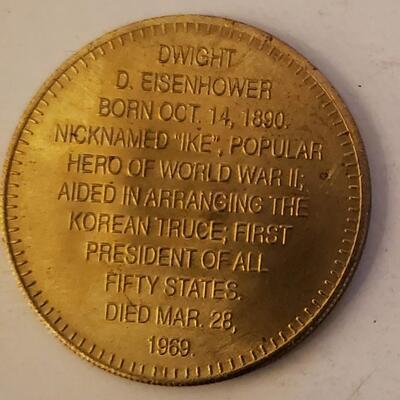 DWIGHT
D. EISENHOWER
BORN OCT. 14, 1890.
NICKNAMED "IKE", POPULAR
HERO OF WORLD WAR II;
AIDED IN ARRANGING THE
KOREAN TRUCE; FIRST
PRESIDENT OF ALL
FIFTY STATES.
DIED MAR. 28,
1969.